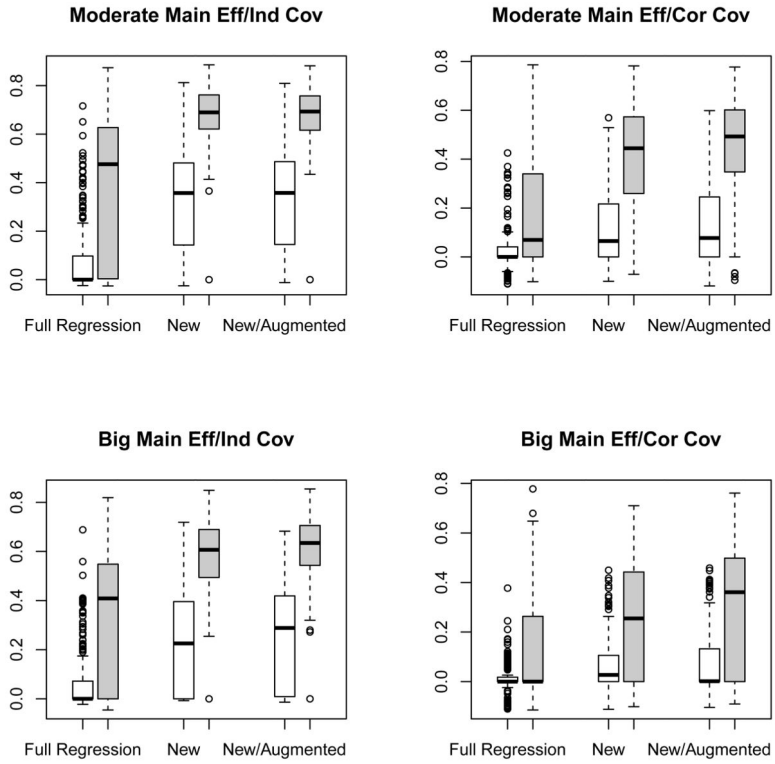 Moderate Main Eff/Ind Cov
0.8
0.6
0.4
0.2
0.0
Full Regression New New/Augmented
Moderate Main Eff/Cor Cov
0.8
0.6
0.4
0.2
0.0
Full Regression New New/Augmented
Big Main Eff/Ind Cov
0.8
0.6
0.4
0.2
0.0
Full Regression New New/Augmented
Big Main Eff/Cor Cov
0.8
0.6
0.4
0.2
0.0
Full Regression New New/Augmented